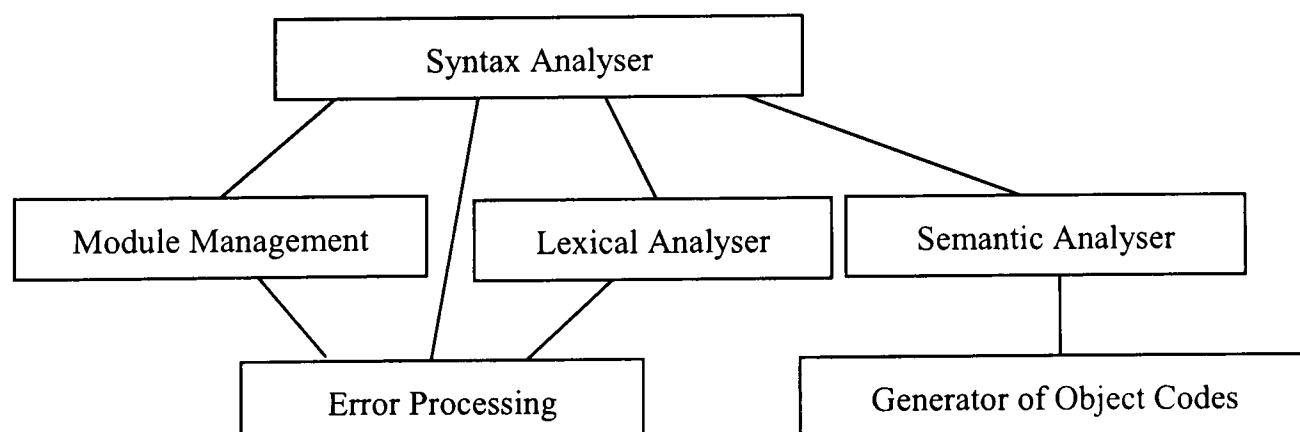 Syntax Analyser
Module Management
Lexical Analyser
Semantic Analyser
Error Processing
Generator of Object Codes